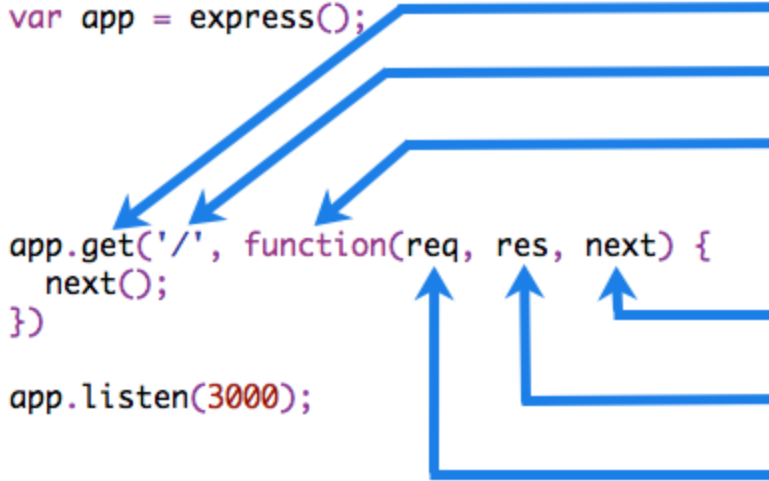 var app = express();
app.get('/', function(req, res, next) {
next();
})
app.listen(3000);